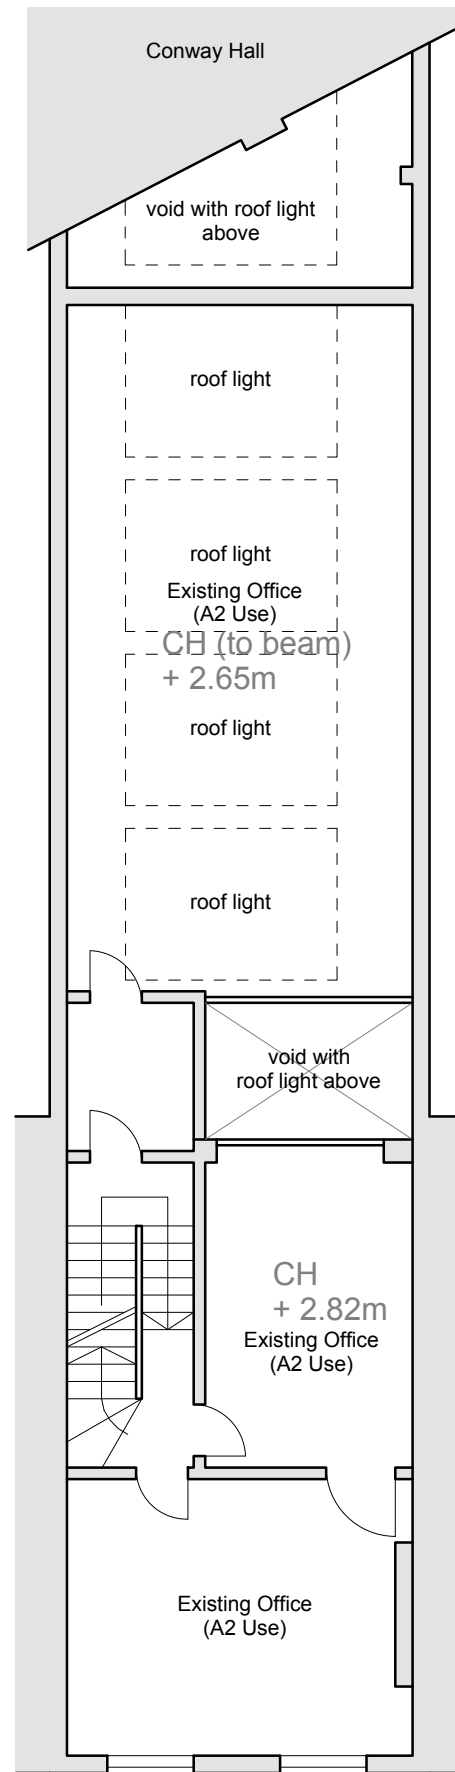 Conway Hall
void with roof light
above
roof light
roof light
Existing Office
(A2 Use)
CH (to beam)
+ 2.65m
roof light
roof light
void with
roof light above
CH
+ 2.82m
Existing Office
(A2 Use)
Existing Office
(A2 Use)